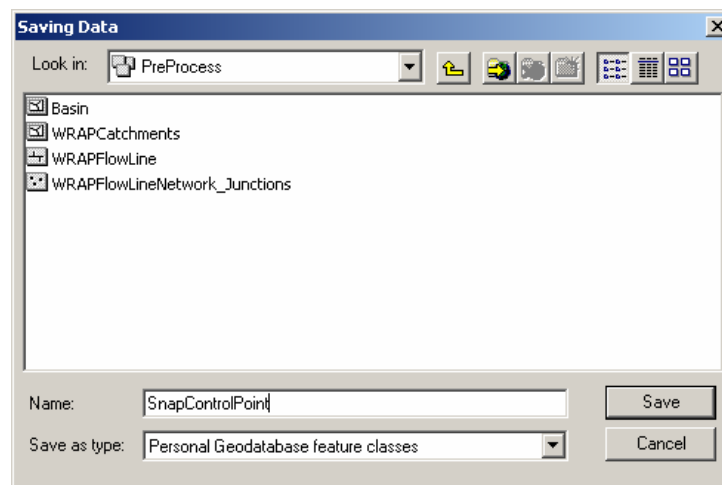 Saving Data
Look in: PreProcess
Basin
WRAPCatchments
WRAPFlowLine
WRAPFlowLineNetwork_Junctions
Name: SnapControlPoint
Save
Save as type: Personal Geodatabase feature classes
Cancel